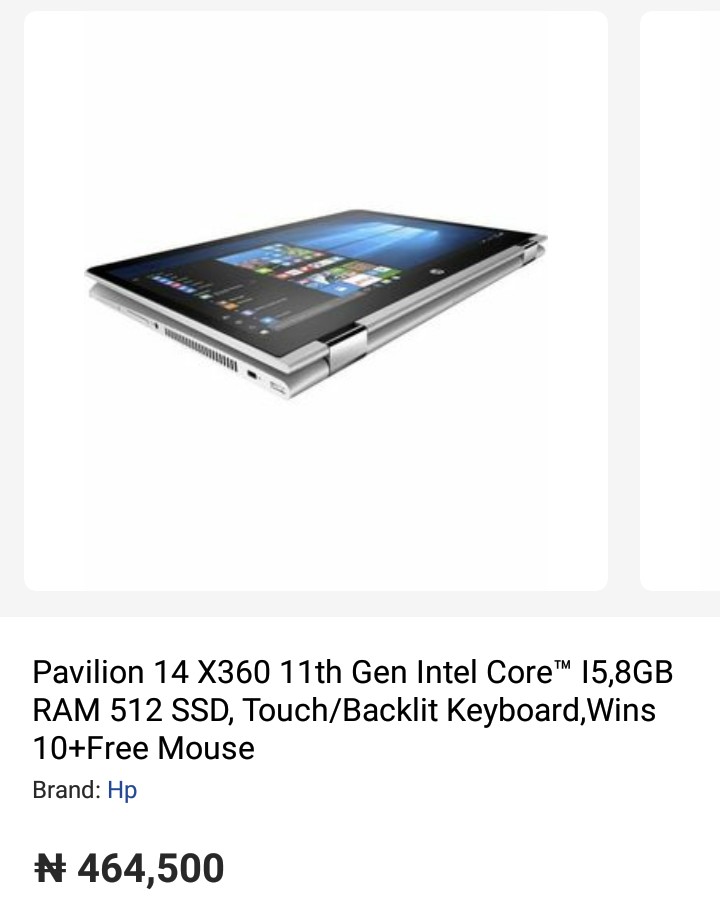 Pavilion 14 X360 11th Gen Intel Core™ I5,8GB
RAM 512 SSD, Touch/Backlit Keyboard,Wins
10+Free Mouse
Brand: Hp
₦ 464,500